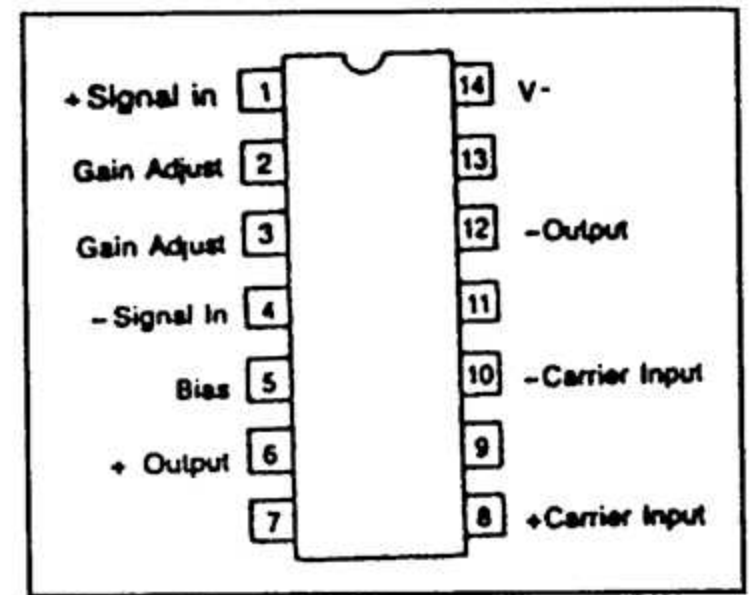 + Signal in 1
Gain Adjust 2
Gain Adjust 3
- Signal In 4
Bias 5
+ Output 6
7
14 V-
13
12 -Output
11
10 -Carrier Input
9
8 +Carrier Input